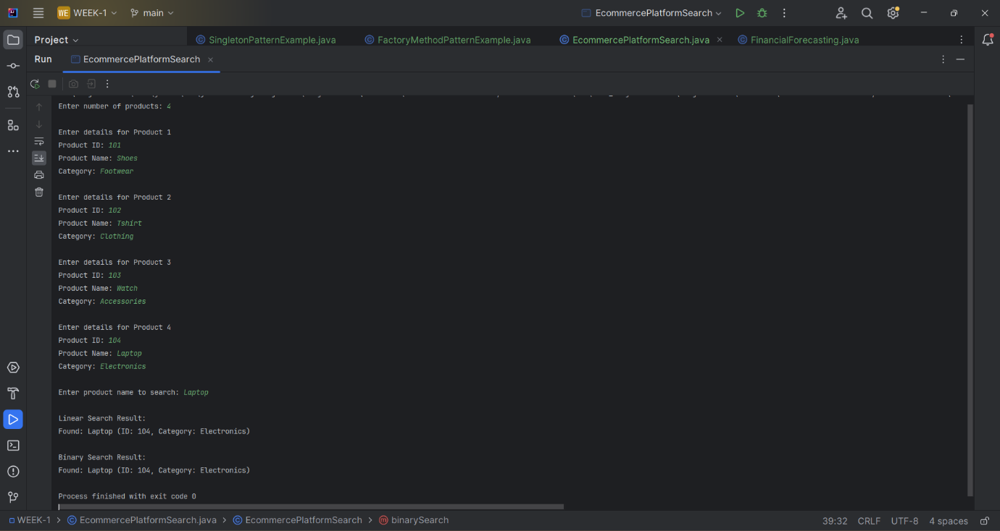 WE WEEK-1 main EcommercePlatformSearch
Project SingletonPatternExample.java FactoryMethodPatternExample.java EcommercePlatformSearch.java FinancialForecasting.java
Run EcommercePlatformSearch
Enter number of products: 4
Enter details for Product 1
Product ID: 101
Product Name: Shoes
Category: Footwear
Enter details for Product 2
Product ID: 102
Product Name: Tshirt
Category: Clothing
Enter details for Product 3
Product ID: 103
Product Name: Watch
Category: Accessories
Enter details for Product 4
Product ID: 104
Product Name: Laptop
Category: Electronics
Enter product name to search: Laptop
Linear Search Result:
Found: Laptop (ID: 104, Category: Electronics)
Binary Search Result:
Found: Laptop (ID: 104, Category: Electronics)
Process finished with exit code 0
WEEK-1 > EcommercePlatformSearch.java > EcommercePlatformSearch > binarySearch 39:32 CRLF UTF-8 4 spaces